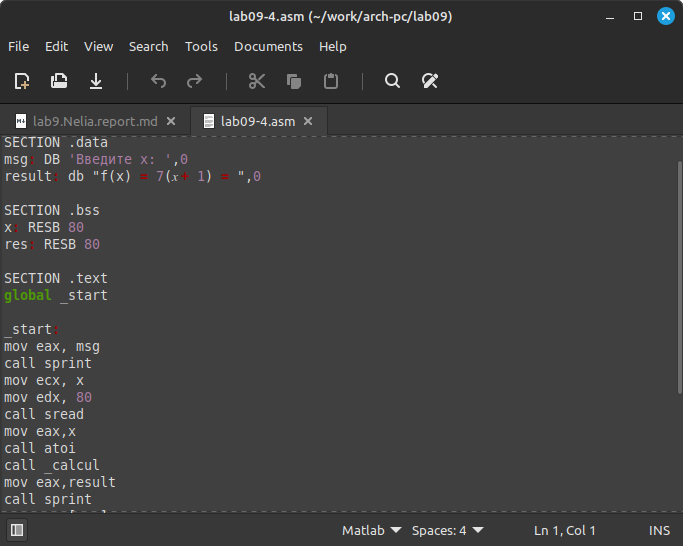 lab09-4.asm (~/work/arch-pc/lab09)
File Edit View Search Tools Documents Help
lab9.Nelia.report.md lab09-4.asm
SECTION .data
msg: DB 'Введите x: ',0
result: db "f(x) = 7(𝑥+ 1) = ",0
SECTION .bss
x: RESB 80
res: RESB 80
SECTION .text
global _start
_start:
mov eax, msg
call sprint
mov ecx, x
mov edx, 80
call sread
mov eax,x
call atoi
call _calcul
mov eax,result
call sprint
Matlab Spaces: 4 Ln 1, Col 1 INS